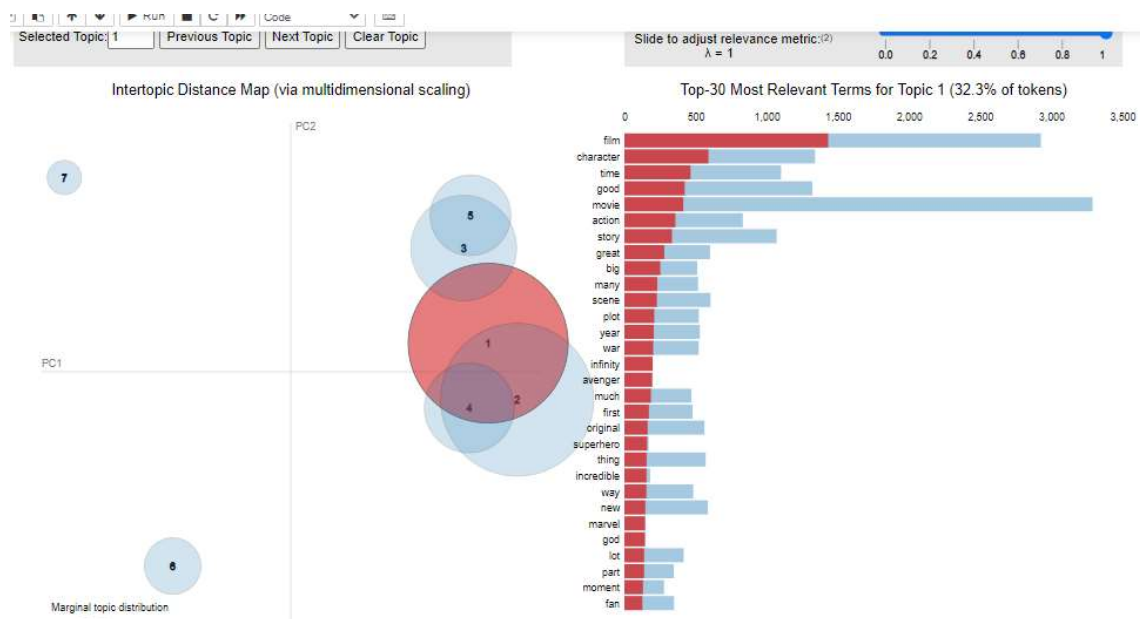 Run
Code
Selected Topic: 1 Previous Topic Next Topic Clear Topic
Slide to adjust relevance metric:(2)
λ = 1
0.0 0.2 0.4 0.6 0.8 1
Intertopic Distance Map (via multidimensional scaling)
PC2
PC1
7
5
3
1
2
4
6
Marginal topic distribution
Top-30 Most Relevant Terms for Topic 1 (32.3% of tokens)
0 500 1,000 1,500 2,000 2,500 3,000 3,500
film
character
time
good
movie
action
story
great
big
many
scene
plot
year
war
infinity
avenger
much
first
original
superhero
thing
incredible
way
new
marvel
god
lot
part
moment
fan